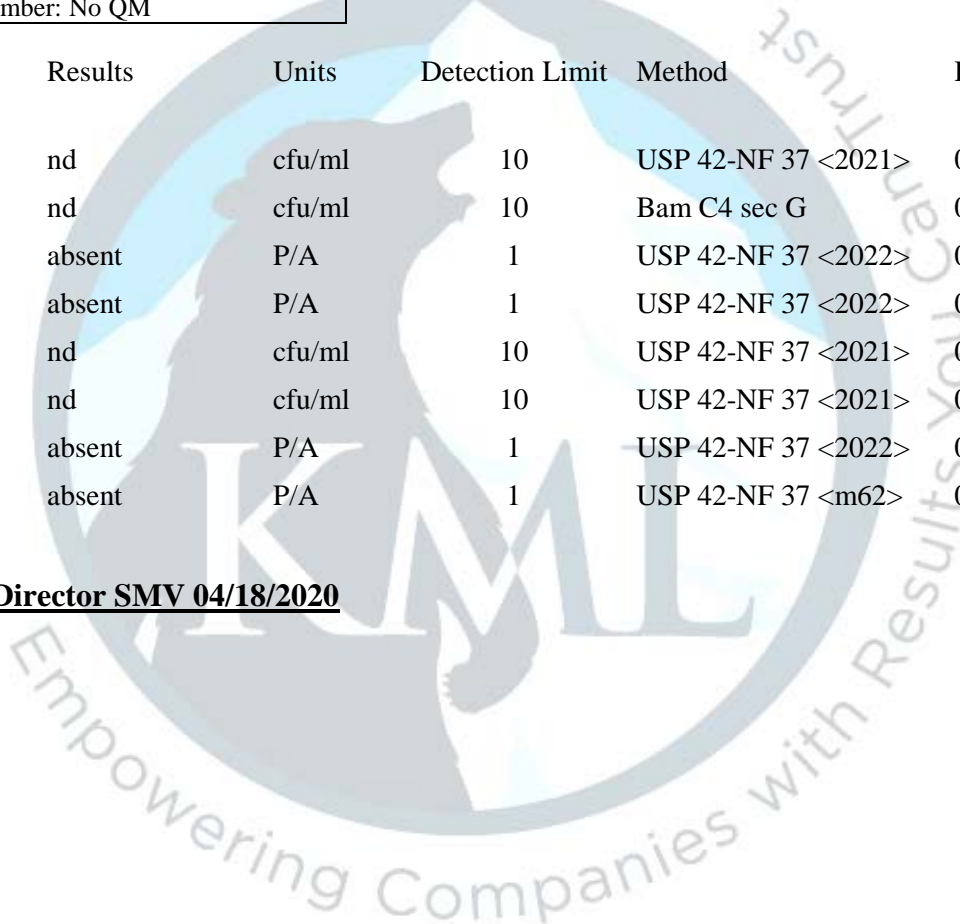 mber: No QM
Results Units Detection Limit Method
nd cfu/ml 10 USP 42-NF 37 <2021>
nd cfu/ml 10 Bam C4 sec G
absent P/A 1 USP 42-NF 37 <2022>
absent P/A 1 USP 42-NF 37 <2022>
nd cfu/ml 10 USP 42-NF 37 <2021>
nd cfu/ml 10 USP 42-NF 37 <2021>
absent P/A 1 USP 42-NF 37 <2022>
absent P/A 1 USP 42-NF 37 <m62>
Director SMV 04/18/2020
KML
Empowering Companies with Results You Can Trust